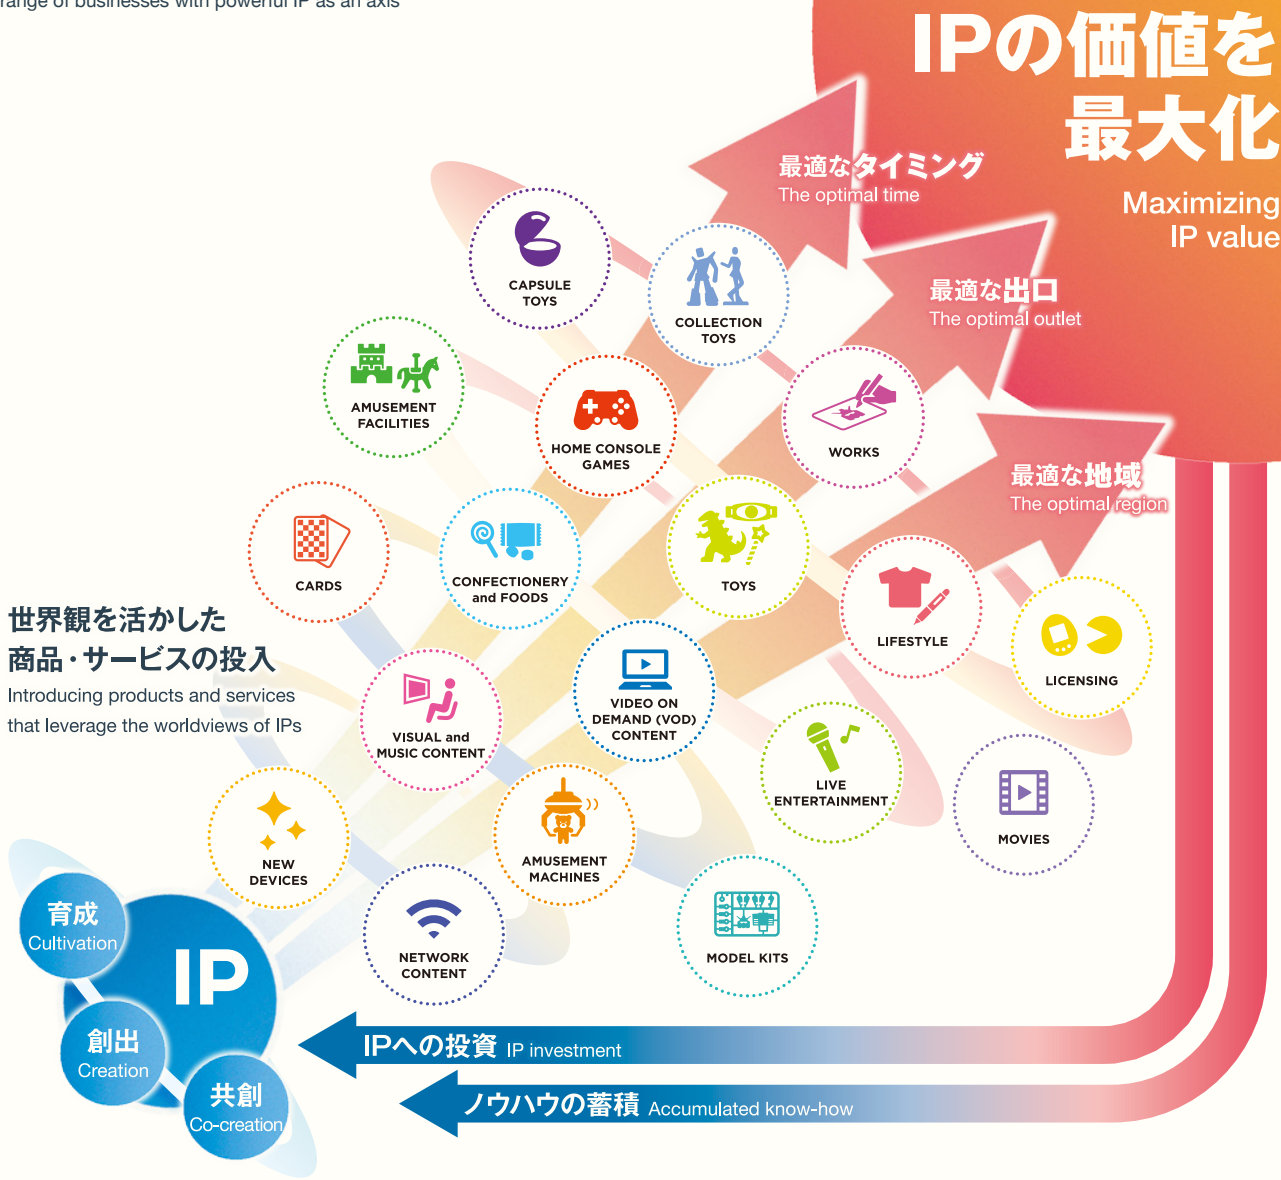 range of businesses with powerful IP as an axis
IPの価値を
最大化
Maximizing
IP value
最適なタイミング
The optimal time
最適な出口
The optimal outlet
最適な地域
The optimal region
CAPSULE
TOYS
COLLECTION
TOYS
AMUSEMENT
FACILITIES
HOME CONSOLE
GAMES
WORKS
CARDS
CONFECTIONERY
and FOODS
TOYS
LIFESTYLE
LICENSING
世界観を活かした
商品・サービスの投入
Introducing products and services
that leverage the worldviews of IPs
VISUAL and
MUSIC CONTENT
VIDEO ON
DEMAND (VOD)
CONTENT
LIVE
ENTERTAINMENT
MOVIES
NEW
DEVICES
AMUSEMENT
MACHINES
NETWORK
CONTENT
MODEL KITS
育成
Cultivation
IP
創出
Creation
共創
Co-creation
IPへの投資 IP investment
ノウハウの蓄積 Accumulated know-how